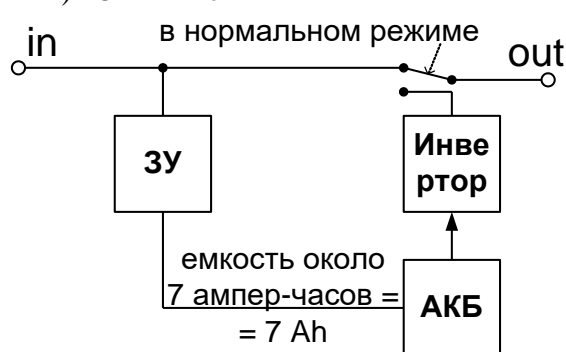 in
в нормальном режиме
out
ЗУ
Инве
ртор
емкость около
7 ампер-часов =
= 7 Ah
АКБ